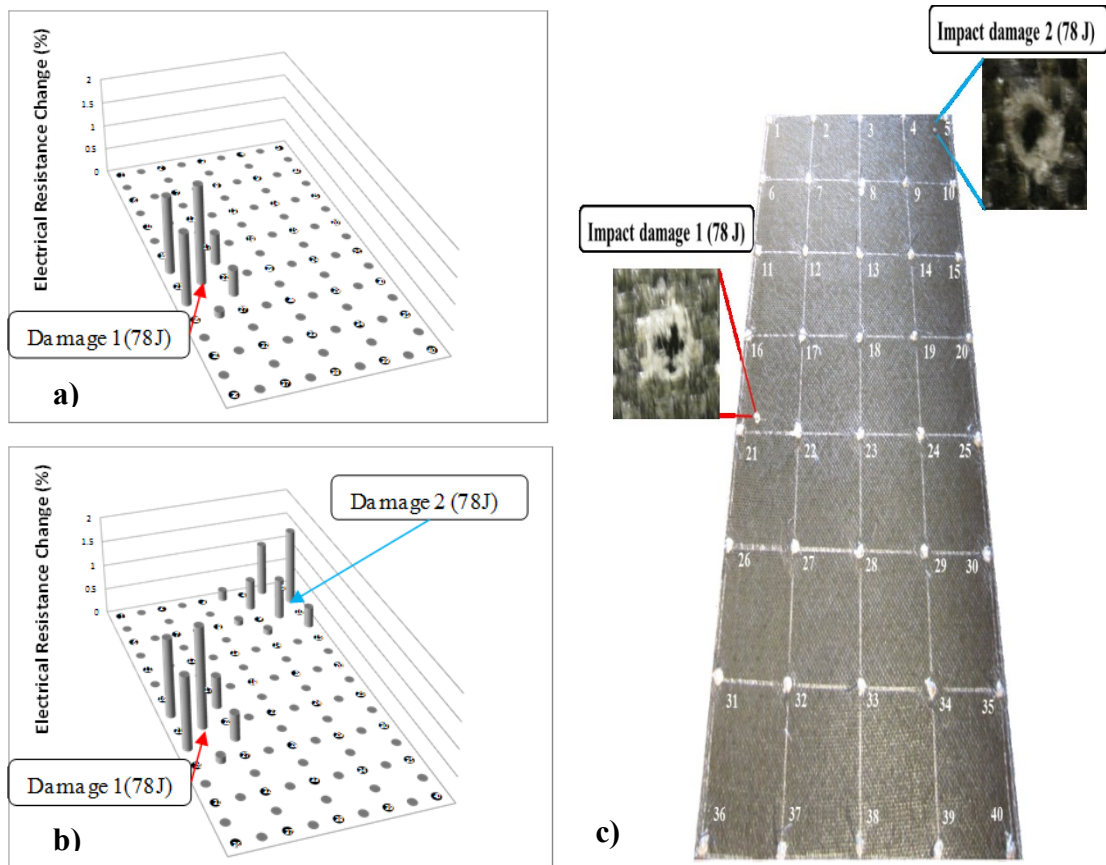 Electrical Resistance Change (%)
2
1.5
1
0.5
0
Damage 1(78J)
a)
Electrical Resistance Change (%)
2
1.5
1
0.5
0
Damage 2 (78J)
Damage 1(78J)
b)
Impact damage 2 (78 J)
1 2 3 4 5
6 7 8 9 10
Impact damage 1 (78 J)
11 12 13 14 15
16 17 18 19 20
21 22 23 24 25
26 27 28 29 30
31 32 33 34 35
36 37 38 39 40
c)